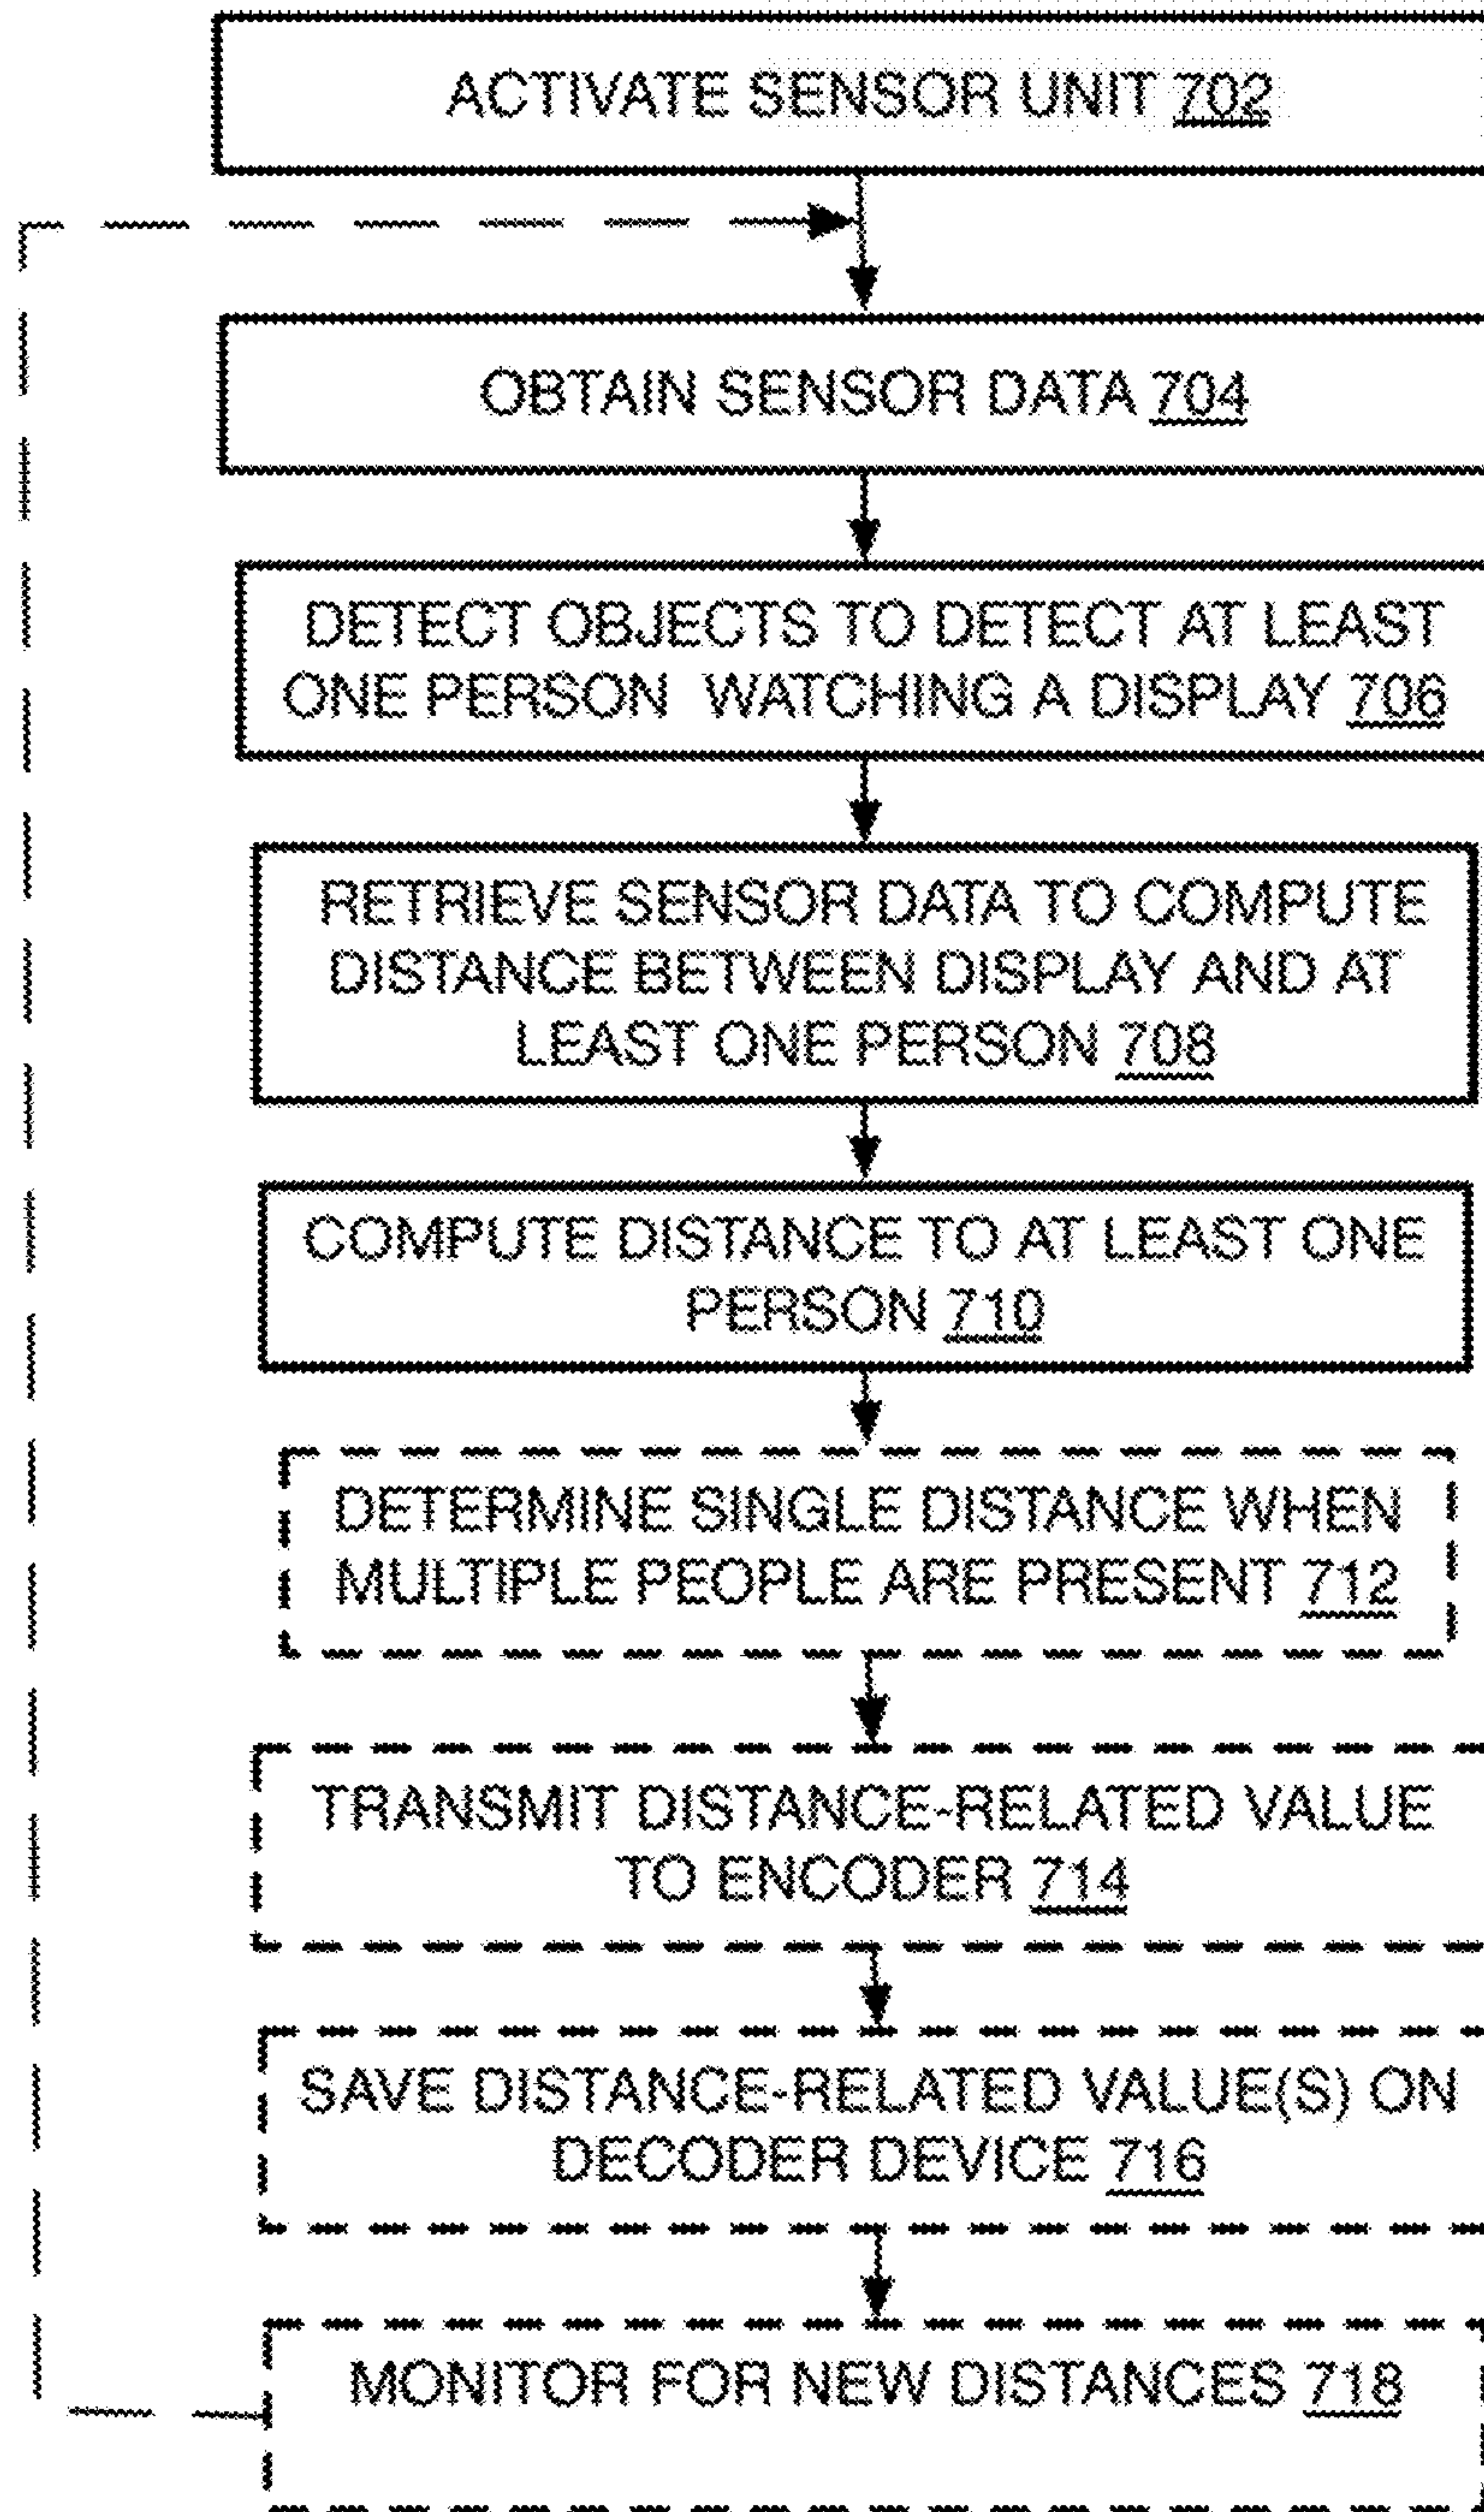 ACTIVATE SENSOR UNIT 702
OBTAIN SENSOR DATA 704
DETECT OBJECTS TO DETECT AT LEAST
ONE PERSON WATCHING A DISPLAY 706
RETRIEVE SENSOR DATA TO COMPUTE
DISTANCE BETWEEN DISPLAY AND AT
LEAST ONE PERSON 708
COMPUTE DISTANCE TO AT LEAST ONE
PERSON 710
DETERMINE SINGLE DISTANCE WHEN
MULTIPLE PEOPLE ARE PRESENT 712
TRANSMIT DISTANCE-RELATED VALUE
TO ENCODER 714
SAVE DISTANCE-RELATED VALUE(S) ON
DECODER DEVICE 716
MONITOR FOR NEW DISTANCES 718